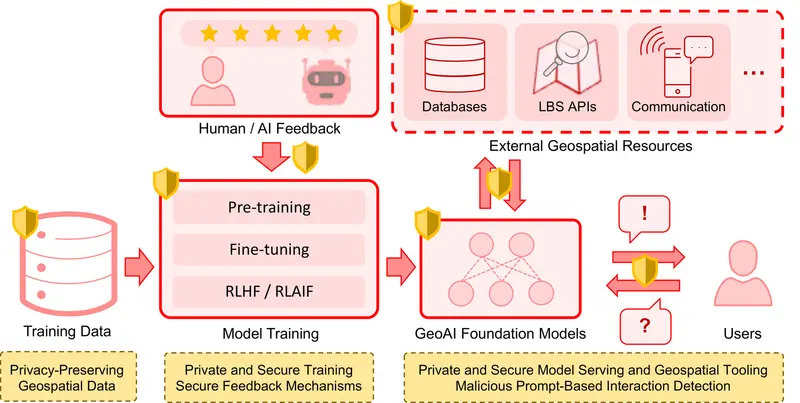 Human / AI Feedback
Databases
LBS APIs
Communication
...
External Geospatial Resources
Pre-training
Fine-tuning
RLHF / RLAIF
!
?
Training Data
Model Training
GeoAI Foundation Models
Users
Privacy-Preserving
Geospatial Data
Private and Secure Training
Secure Feedback Mechanisms
Private and Secure Model Serving and Geospatial Tooling
Malicious Prompt-Based Interaction Detection